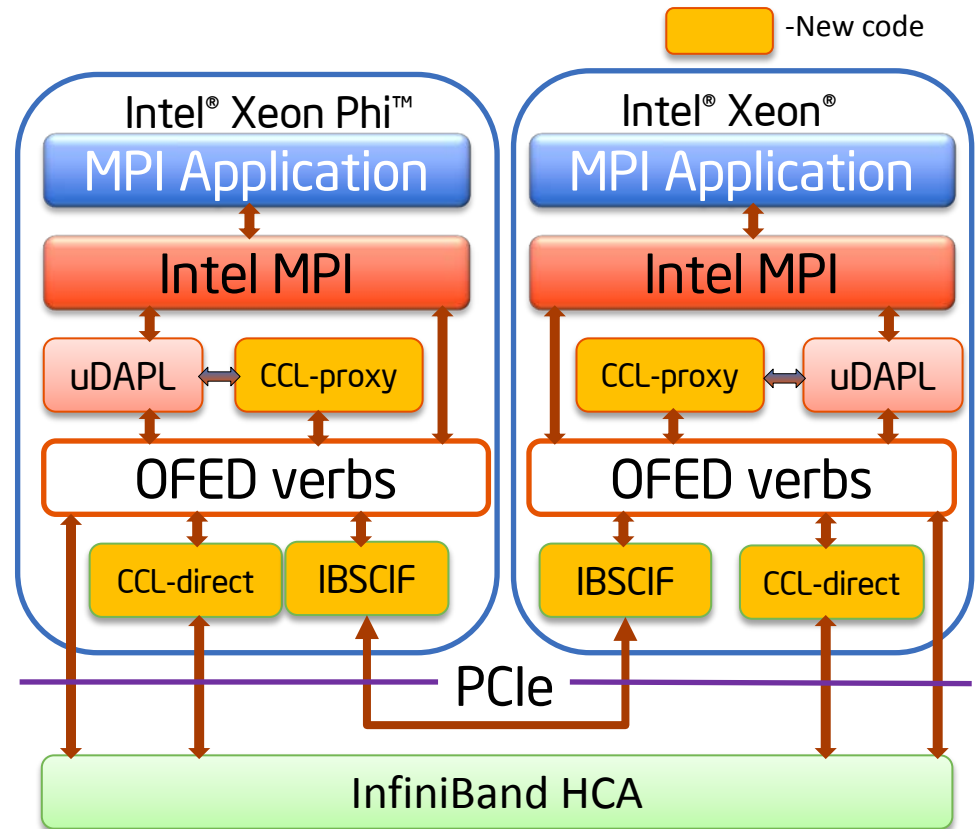 -New code
Intel® Xeon Phi™
MPI Application
Intel MPI
uDAPL
CCL-proxy
OFED verbs
CCL-direct
IBSCIF
Intel® Xeon®
MPI Application
Intel MPI
CCL-proxy
uDAPL
OFED verbs
IBSCIF
CCL-direct
PCIe
InfiniBand HCA